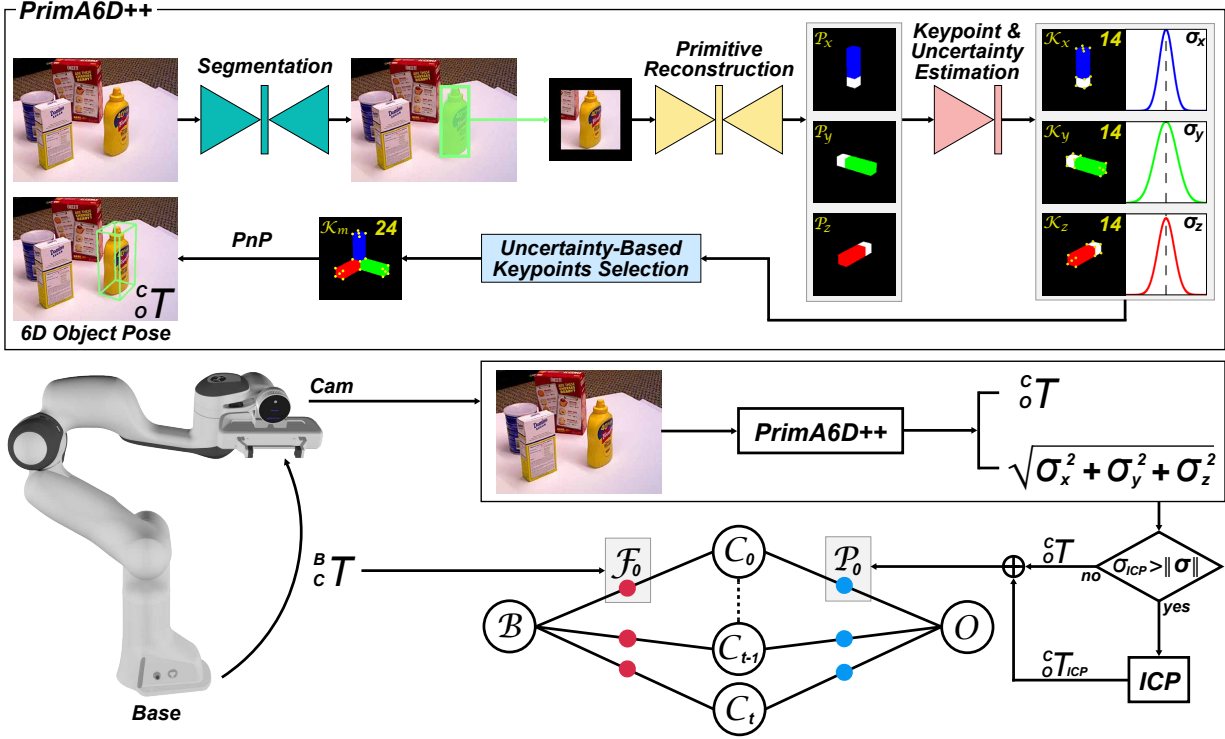 PrimA6D++
Segmentation
Primitive
Reconstruction
Keypoint &
Uncertainty
Estimation
𝒫x
𝒫y
𝒫z
𝒦x 14 σx
𝒦y 14 σy
𝒦z 14 σz
PnP
𝒦m 24
Uncertainty-Based
Keypoints Selection
C
O T
6D Object Pose
Cam
PrimA6D++
C
O T
√σx² + σy² + σz²
B
C T
ℱ0
C0
𝒫0
C
O T
no
σICP > ‖σ‖
yes
ℬ
Ct-1
O
C
O TICP
ICP
Ct
Base